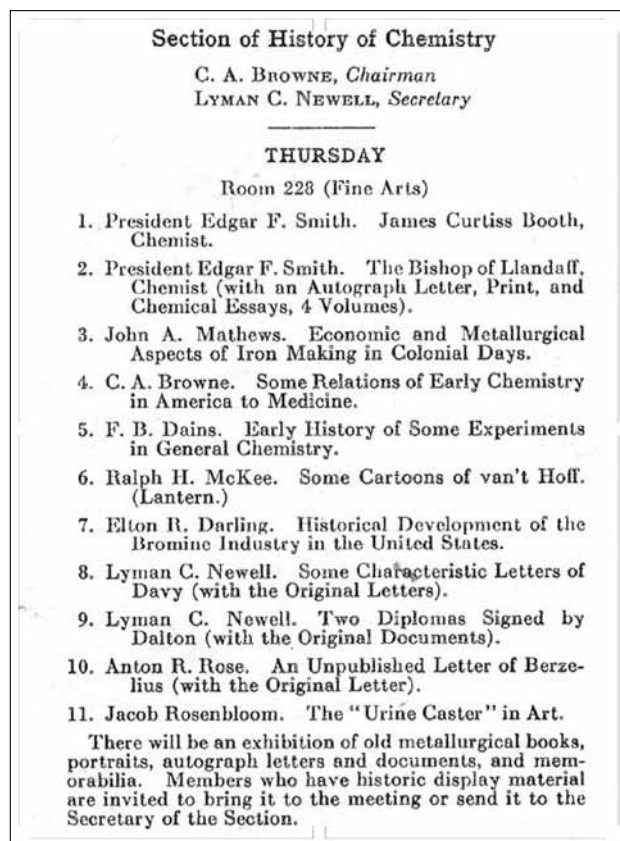 Section of History of Chemistry
C. A. BROWNE, Chairman
LYMAN C. NEWELL, Secretary
THURSDAY
Room 228 (Fine Arts)
1. President Edgar F. Smith. James Curtiss Booth,
Chemist.
2. President Edgar F. Smith. The Bishop of Llandaff,
Chemist (with an Autograph Letter, Print, and
Chemical Essays, 4 Volumes).
3. John A. Mathews. Economic and Metallurgical
Aspects of Iron Making in Colonial Days.
4. C. A. Browne. Some Relations of Early Chemistry
in America to Medicine.
5. F. B. Dains. Early History of Some Experiments
in General Chemistry.
6. Ralph H. McKee. Some Cartoons of van't Hoff.
(Lantern.)
7. Elton R. Darling. Historical Development of the
Bromine Industry in the United States.
8. Lyman C. Newell. Some Characteristic Letters of
Davy (with the Original Letters).
9. Lyman C. Newell. Two Diplomas Signed by
Dalton (with the Original Documents).
10. Anton R. Rose. An Unpublished Letter of Berze-
lius (with the Original Letter).
11. Jacob Rosenbloom. The "Urine Caster" in Art.
There will be an exhibition of old metallurgical books,
portraits, autograph letters and documents, and mem-
orabilia. Members who have historic display material
are invited to bring it to the meeting or send it to the
Secretary of the Section.